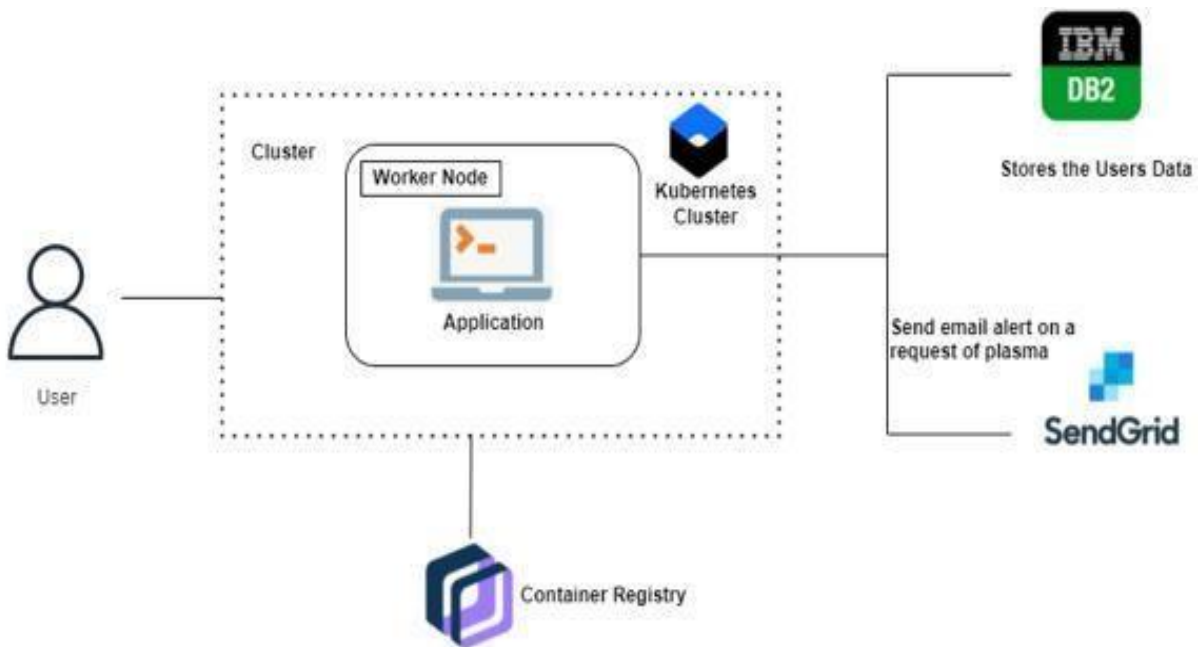 IBM
DB2
Stores the Users Data
Cluster
Worker Node
Kubernetes
Cluster
Application
User
Send email alert on a
request of plasma
SendGrid
Container Registry